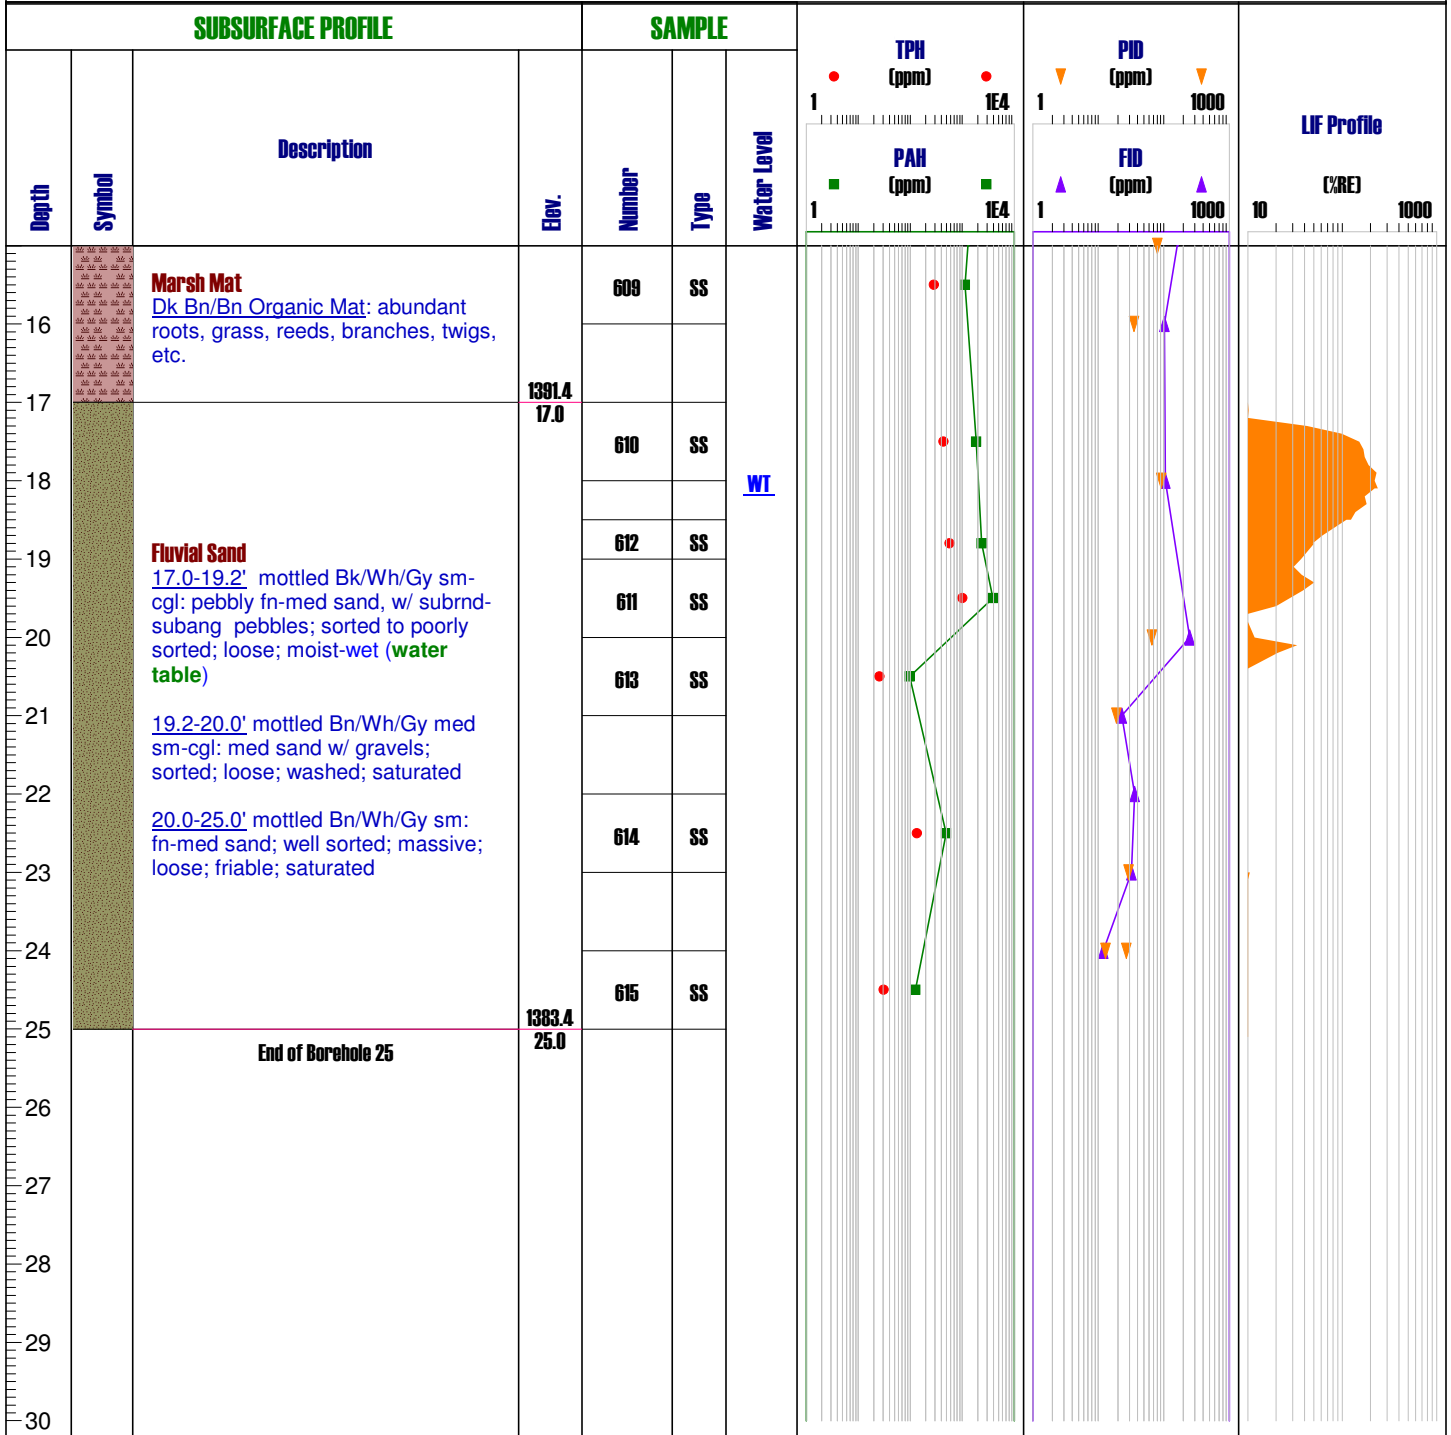 SUBSURFACE PROFILE
SAMPLE
Depth
Symbol
Description
Elev.
Number
Type
Water Level
TPH
(ppm)
1 1E4
PAH
(ppm)
1 1E4
PID
(ppm)
1 1000
FID
(ppm)
1 1000
LIF Profile
(%RE)
10 1000
Marsh Mat
Dk Bn/Bn Organic Mat: abundant
roots, grass, reeds, branches, twigs,
etc.
609 SS
16
1391.4
17
17.0
610 SS
18
WT
Fluvial Sand
17.0-19.2' mottled Bk/Wh/Gy sm-
cgl: pebbly fn-med sand, w/ subrnd-
subang pebbles; sorted to poorly
sorted; loose; moist-wet (water
table)
612 SS
19
611 SS
20
613 SS
19.2-20.0' mottled Bn/Wh/Gy med
sm-cgl: med sand w/ gravels;
sorted; loose; washed; saturated
21
22
20.0-25.0' mottled Bn/Wh/Gy sm:
fn-med sand; well sorted; massive;
loose; friable; saturated
614 SS
23
24
615 SS
1383.4
25
25.0
End of Borehole 25
26
27
28
29
30